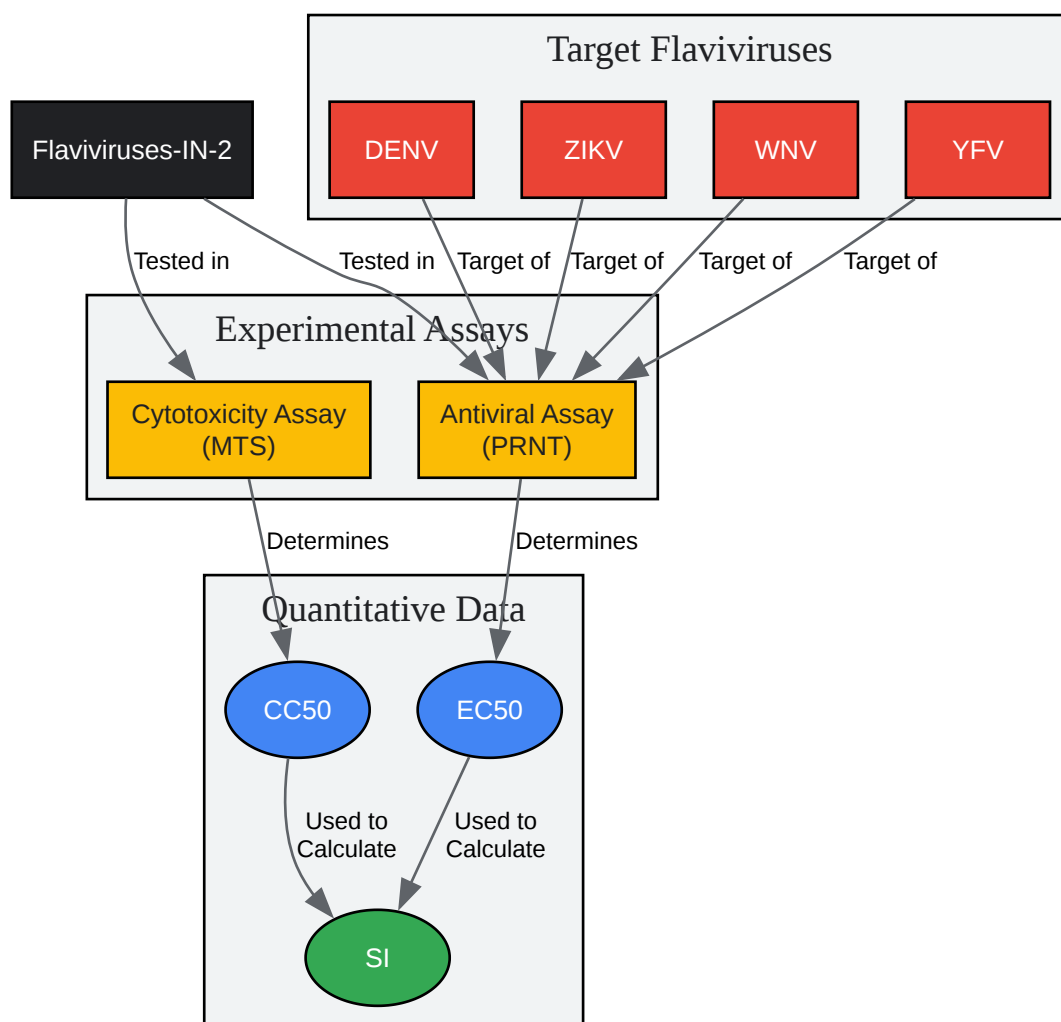 Target Flaviviruses
Flaviviruses-IN-2
DENV
ZIKV
WNV
YFV
Tested in
Tested in
Target of
Target of
Target of
Target of
Experimental Assays
Cytotoxicity Assay
(MTS)
Antiviral Assay
(PRNT)
Determines
Determines
Quantitative Data
CC50
EC50
Used to
Calculate
Used to
Calculate
SI